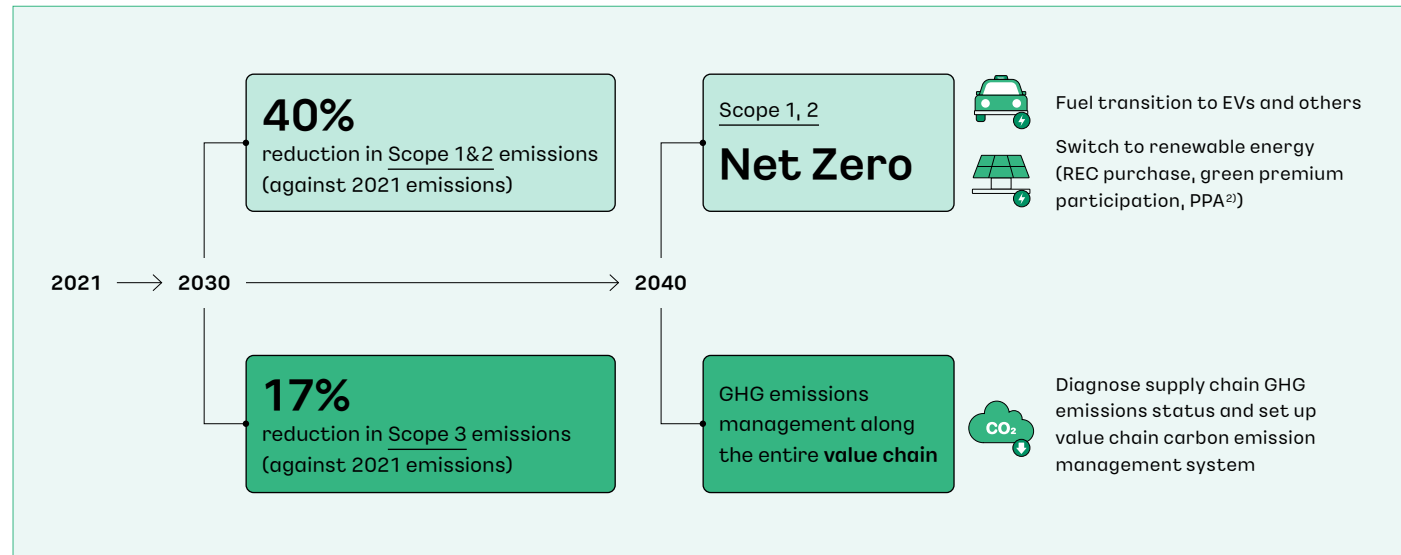 40%
reduction in Scope 1&2 emissions
(against 2021 emissions)
Scope 1, 2
Net Zero
Fuel transition to EVs and others
Switch to renewable energy
(REC purchase, green premium
participation, PPA²⁾)
2021
2030
2040
17%
reduction in Scope 3 emissions
(against 2021 emissions)
GHG emissions
management along
the entire value chain
CO₂
Diagnose supply chain GHG
emissions status and set up
value chain carbon emission
management system